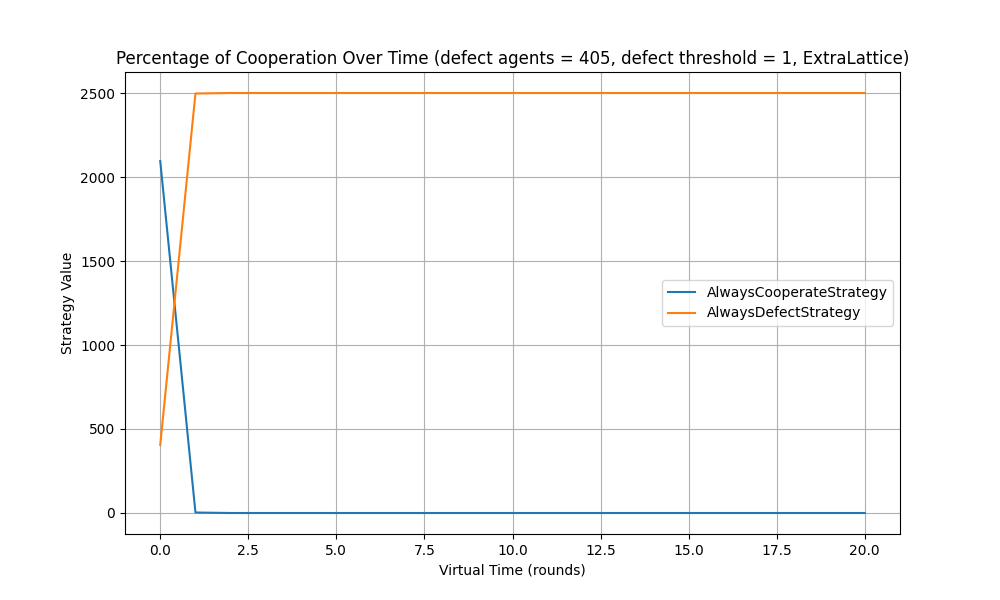 Percentage of Cooperation Over Time (defect agents = 405, defect threshold = 1, ExtraLattice)
2500
2000
1500
1000
500
0
Strategy Value
AlwaysCooperateStrategy
AlwaysDefectStrategy
0.0 2.5 5.0 7.5 10.0 12.5 15.0 17.5 20.0
Virtual Time (rounds)